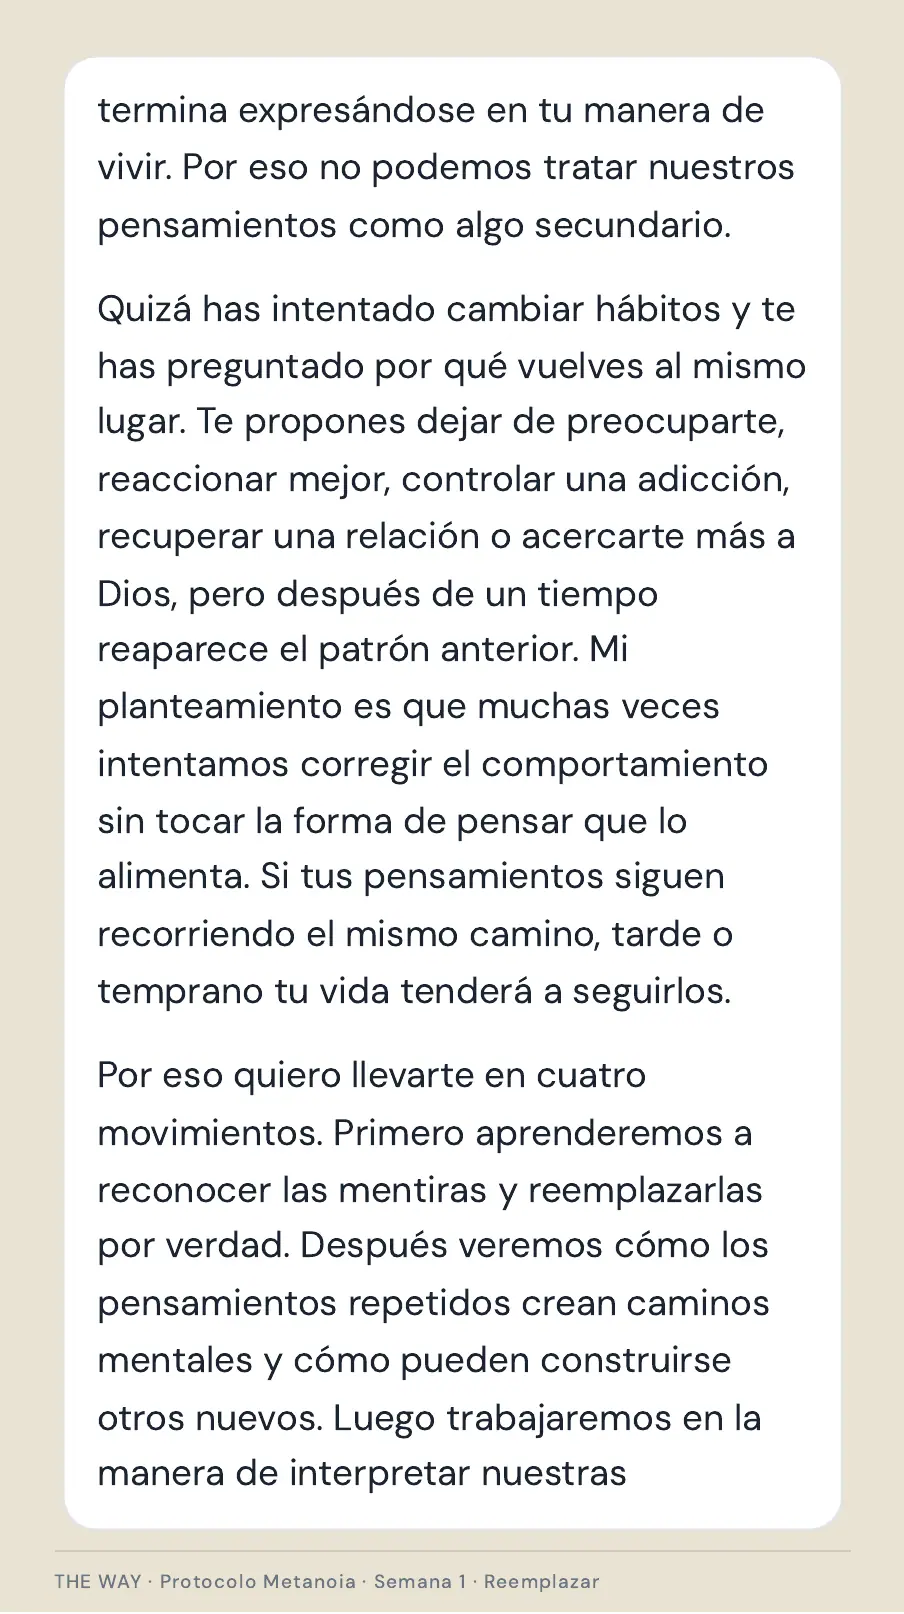 termina expresándose en tu manera de
vivir. Por eso no podemos tratar nuestros
pensamientos como algo secundario.
Quizá has intentado cambiar hábitos y te
has preguntado por qué vuelves al mismo
lugar. Te propones dejar de preocuparte,
reaccionar mejor, controlar una adicción,
recuperar una relación o acercarte más a
Dios, pero después de un tiempo
reaparece el patrón anterior. Mi
planteamiento es que muchas veces
intentamos corregir el comportamiento
sin tocar la forma de pensar que lo
alimenta. Si tus pensamientos siguen
recorriendo el mismo camino, tarde o
temprano tu vida tenderá a seguirlos.
Por eso quiero llevarte en cuatro
movimientos. Primero aprenderemos a
reconocer las mentiras y reemplazarlas
por verdad. Después veremos cómo los
pensamientos repetidos crean caminos
mentales y cómo pueden construirse
otros nuevos. Luego trabajaremos en la
manera de interpretar nuestras
THE WAY · Protocolo Metanoia · Semana 1 · Reemplazar